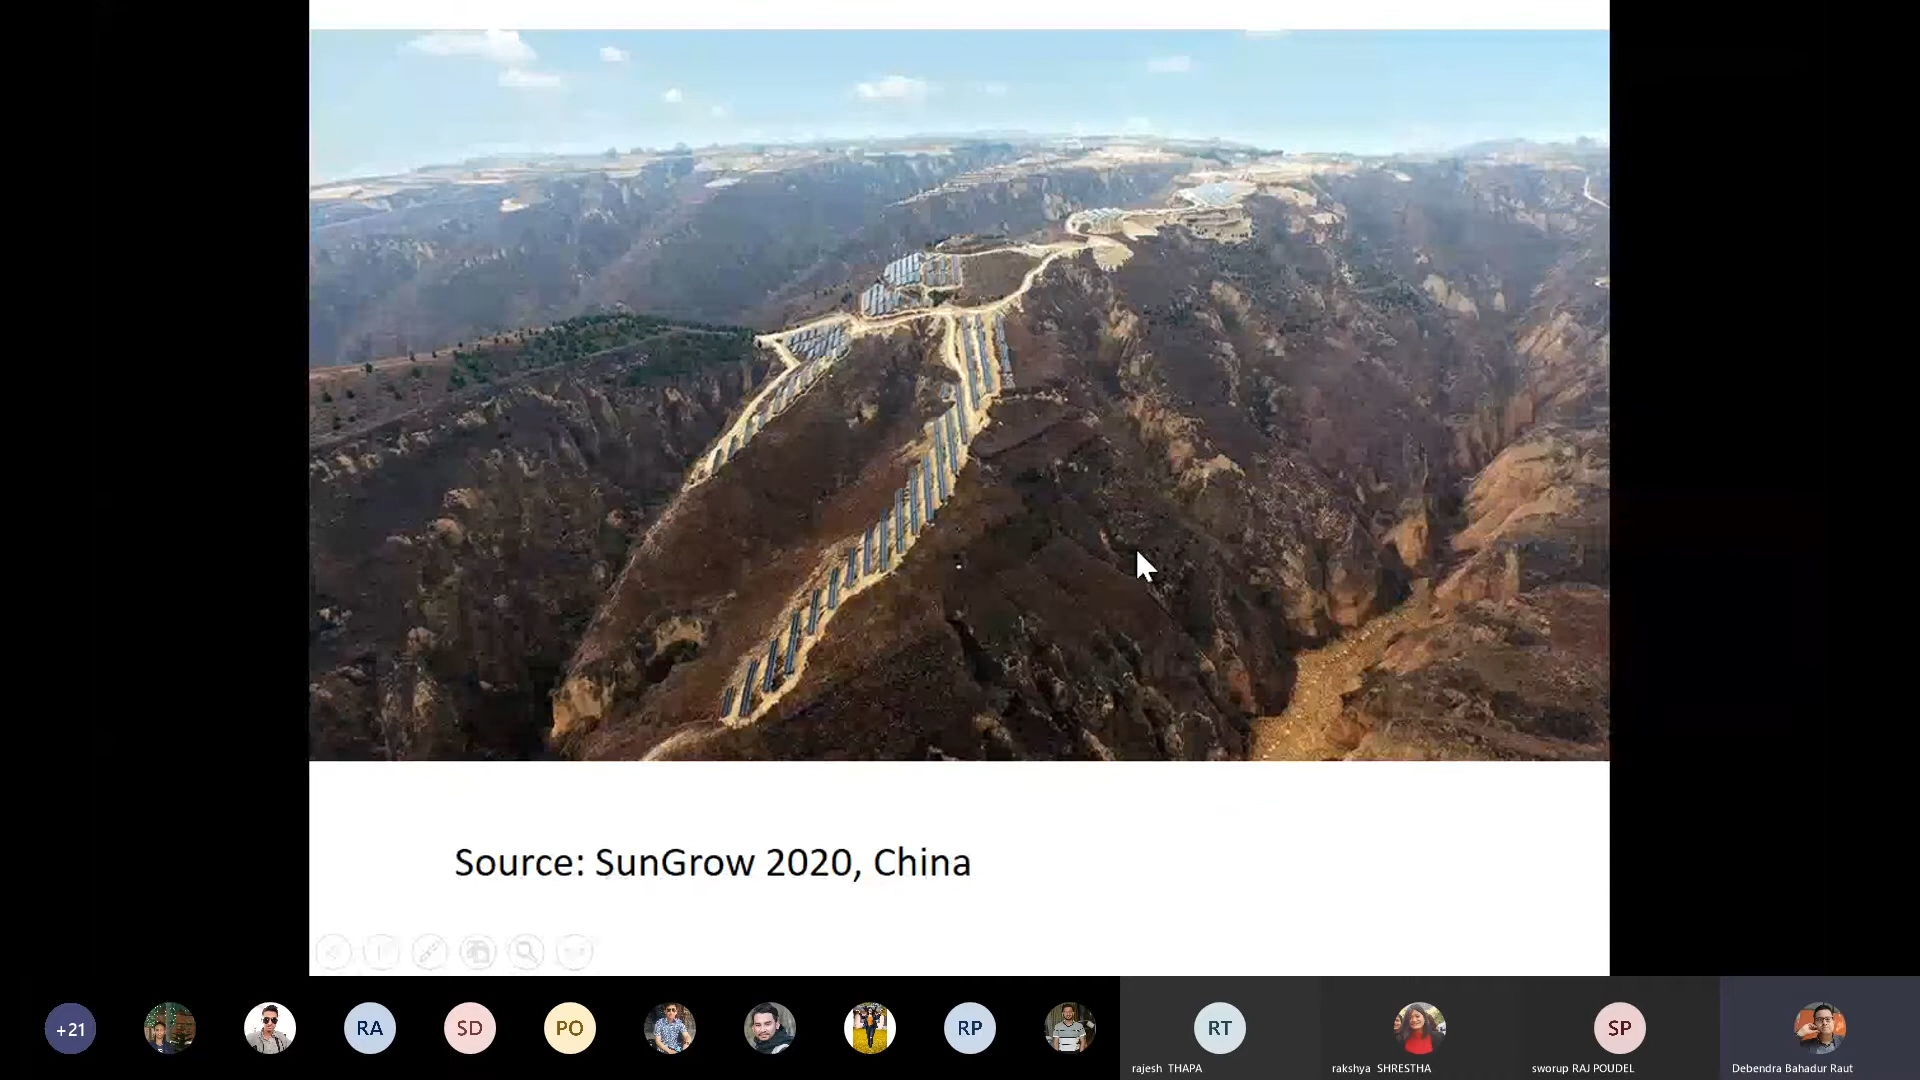 Source: SunGrow 2020, China
+21
RA
SD
PO
RP
RT
SP
rajesh THAPA
rakshya SHRESTHA
sworup RAJ POUDEL
Debendra Bahadur Raut